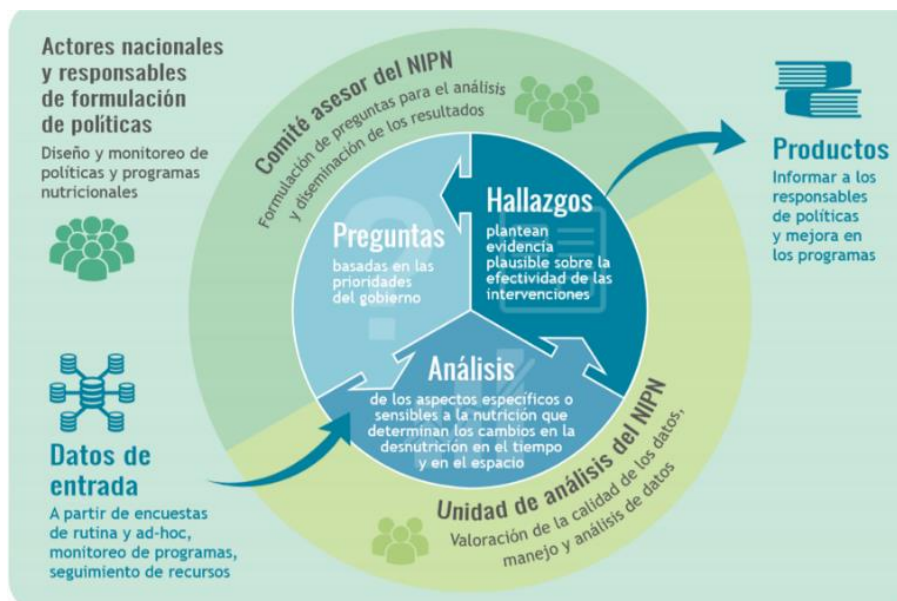 Actores nacionales
y responsables
de formulación
de políticas
Diseño y monitoreo de
políticas y programas
nutricionales
Comité asesor del NIPN
Formulación de preguntas para el análisis
y diseminación de los resultados
Productos
Informar a los
responsables
de políticas
y mejora en
los programas
Preguntas
basadas en las
prioridades
del gobierno
Hallazgos
plantean
evidencia
plausible sobre la
efectividad de las
intervenciones
Análisis
de los aspectos específicos o
sensibles a la nutrición que
determinan los cambios en la
desnutrición en el tiempo
y en el espacio
Datos de
entrada
A partir de encuestas
de rutina y ad-hoc,
monitoreo de programas,
seguimiento de recursos
Unidad de análisis del NIPN
Valoración de la calidad de los datos,
manejo y análisis de datos